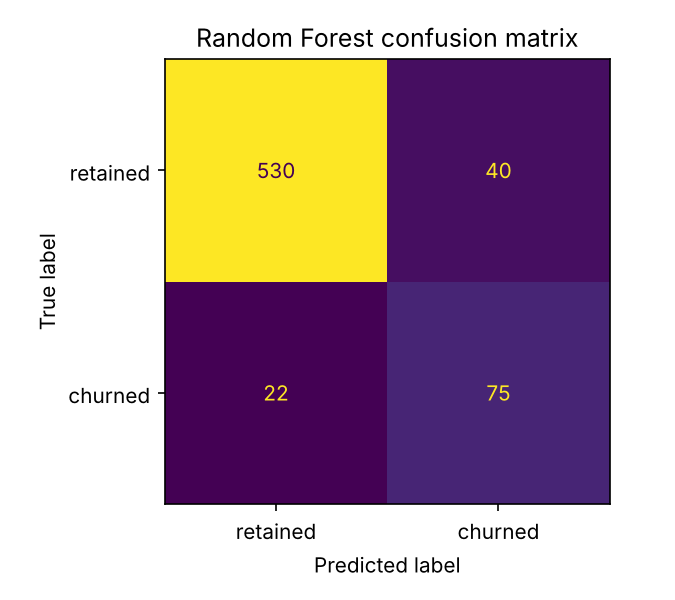 Random Forest confusion matrix
True label
retained
530
40
churned
22
75
retained
churned
Predicted label